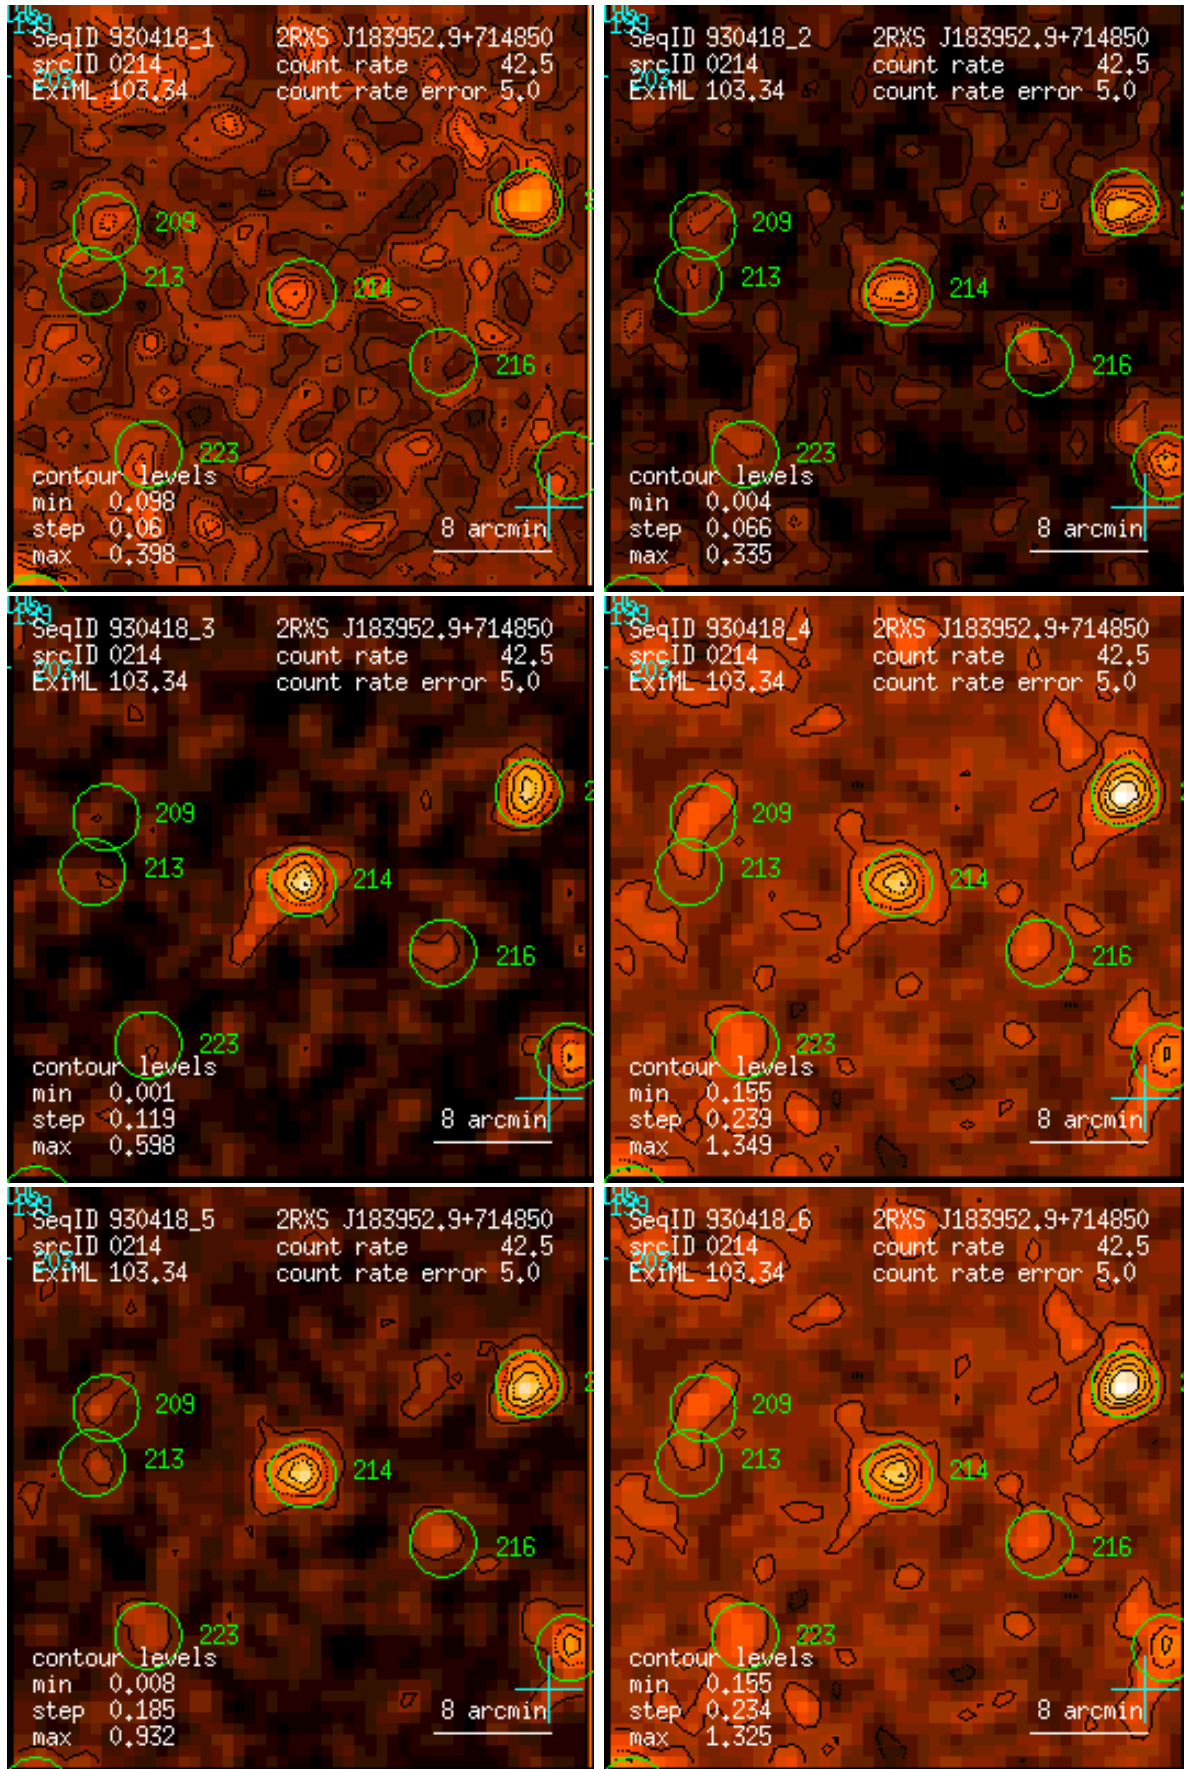 199
SeqID 930418_1 2RXS J183952.9+714850
203
srcID 0214 count rate 42.5
ExiML 103.34 count rate error 5.0
209
213
214
216
223
contour levels
min 0.098
step 0.06 8 arcmin
max 0.398
199
SeqID 930418_2 2RXS J183952.9+714850
203
srcID 0214 count rate 42.5
ExiML 103.34 count rate error 5.0
209
213
214
216
223
contour levels
min 0.004
step 0.066 8 arcmin
max 0.335
199
SeqID 930418_3 2RXS J183952.9+714850
203
srcID 0214 count rate 42.5
ExiML 103.34 count rate error 5.0
209
213
214
216
223
contour levels
min 0.001
step 0.119 8 arcmin
max 0.598
199
SeqID 930418_4 2RXS J183952.9+714850
203
srcID 0214 count rate 42.5
ExiML 103.34 count rate error 5.0
209
213
214
216
223
contour levels
min 0.155
step 0.239 8 arcmin
max 1.349
199
SeqID 930418_5 2RXS J183952.9+714850
203
srcID 0214 count rate 42.5
ExiML 103.34 count rate error 5.0
209
213
214
216
223
contour levels
min 0.008
step 0.185 8 arcmin
max 0.932
199
SeqID 930418_6 2RXS J183952.9+714850
203
srcID 0214 count rate 42.5
ExiML 103.34 count rate error 5.0
209
213
214
216
223
contour levels
min 0.155
step 0.234 8 arcmin
max 1.325